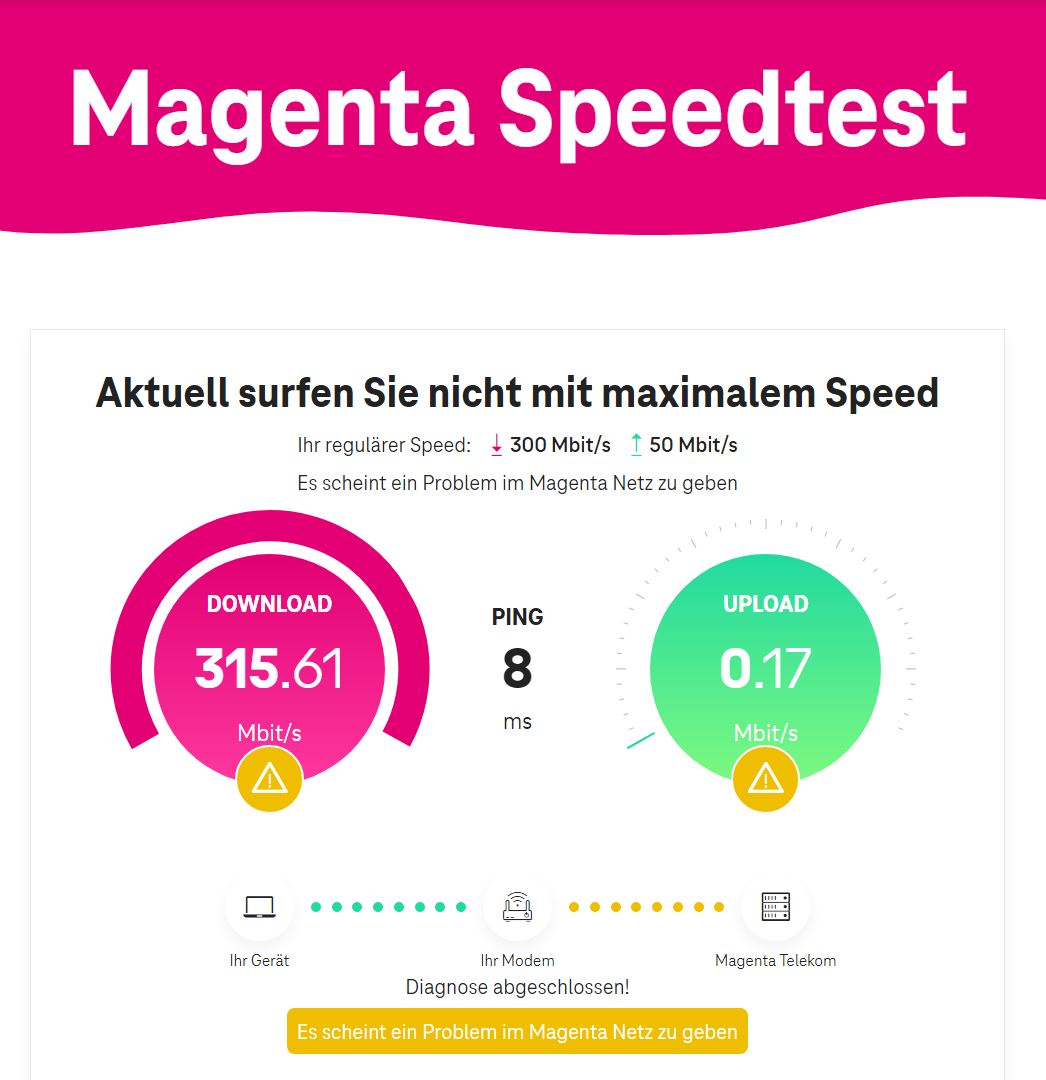 Magenta Speedtest
Aktuell surfen Sie nicht mit maximalem Speed
Ihr regulärer Speed: 300 Mbit/s 50 Mbit/s
Es scheint ein Problem im Magenta Netz zu geben
DOWNLOAD
315.61
Mbit/s
PING
8
ms
UPLOAD
0.17
Mbit/s
Ihr Gerät
Ihr Modem
Magenta Telekom
Diagnose abgeschlossen!
Es scheint ein Problem im Magenta Netz zu geben